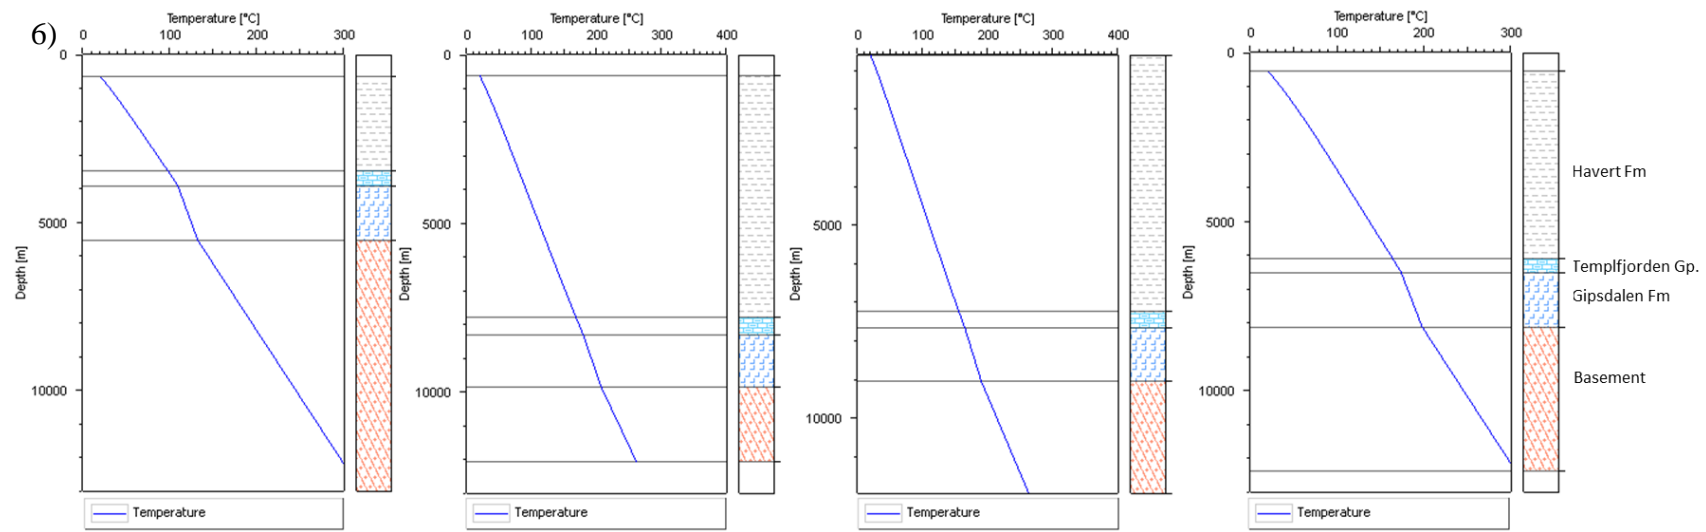 б)
Temperature [°C]
0 100 200 300
0
5000
10000
Depth [m]
Temperature
Temperature [°C]
0 100 200 300 400
0
5000
10000
Depth [m]
Temperature
Temperature [°C]
0 100 200 300 400
5000
10000
Depth [m]
Temperature
Temperature [°C]
0 100 200 300
0
5000
10000
Depth [m]
Temperature
Havert Fm
Templfjorden Gp.
Gipsdalen Fm
Basement